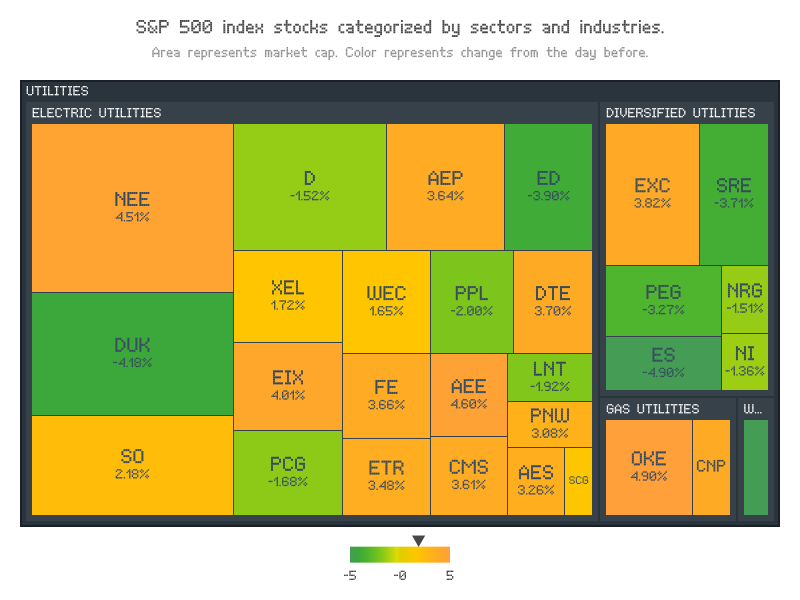 S&P 500 index stocks categorized by sectors and industries.
Area represents market cap. Color represents change from the day before.
UTILITIES
ELECTRIC UTILITIES
NEE
4.51%
DUK
-4.18%
SO
2.18%
D
-1.52%
AEP
3.64%
ED
-3.90%
XEL
1.72%
WEC
1.65%
PPL
-2.00%
DTE
3.70%
EIX
4.01%
FE
3.66%
AEE
4.60%
LNT
-1.92%
PNW
3.08%
PCG
-1.68%
ETR
3.48%
CMS
3.61%
AES
3.26%
SCG
DIVERSIFIED UTILITIES
EXC
3.82%
SRE
-3.71%
PEG
-3.27%
NRG
-1.51%
ES
-4.90%
NI
-1.36%
GAS UTILITIES
OKE
4.90%
CNP
W...
-5
-0
5